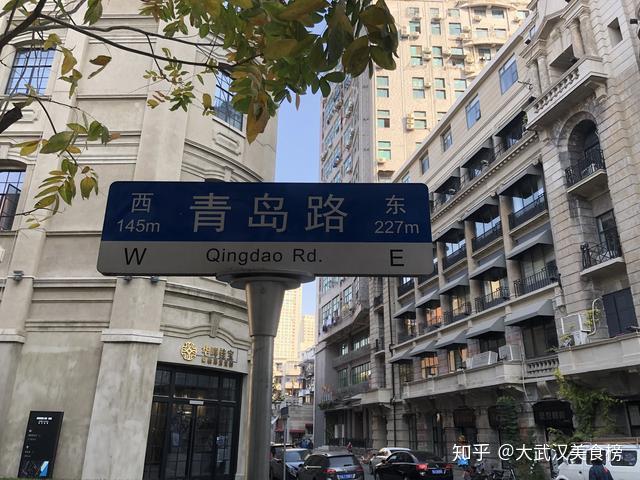 西 青岛路 东
145m 227m
W Qingdao Rd. E
知乎 @大武汉美食榜